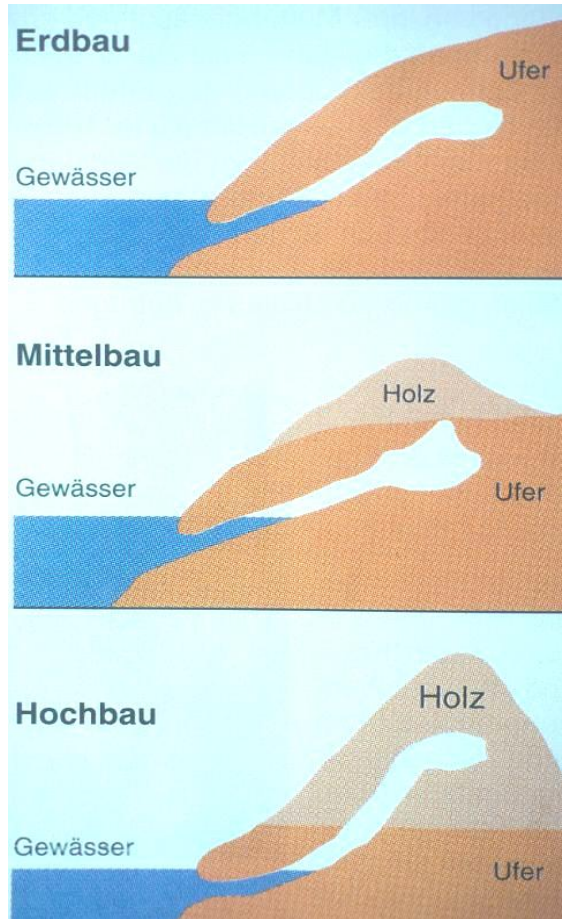 Erdbau
Ufer
Gewässer
Mittelbau
Holz
Gewässer
Ufer
Holz
Hochbau
Gewässer
Ufer